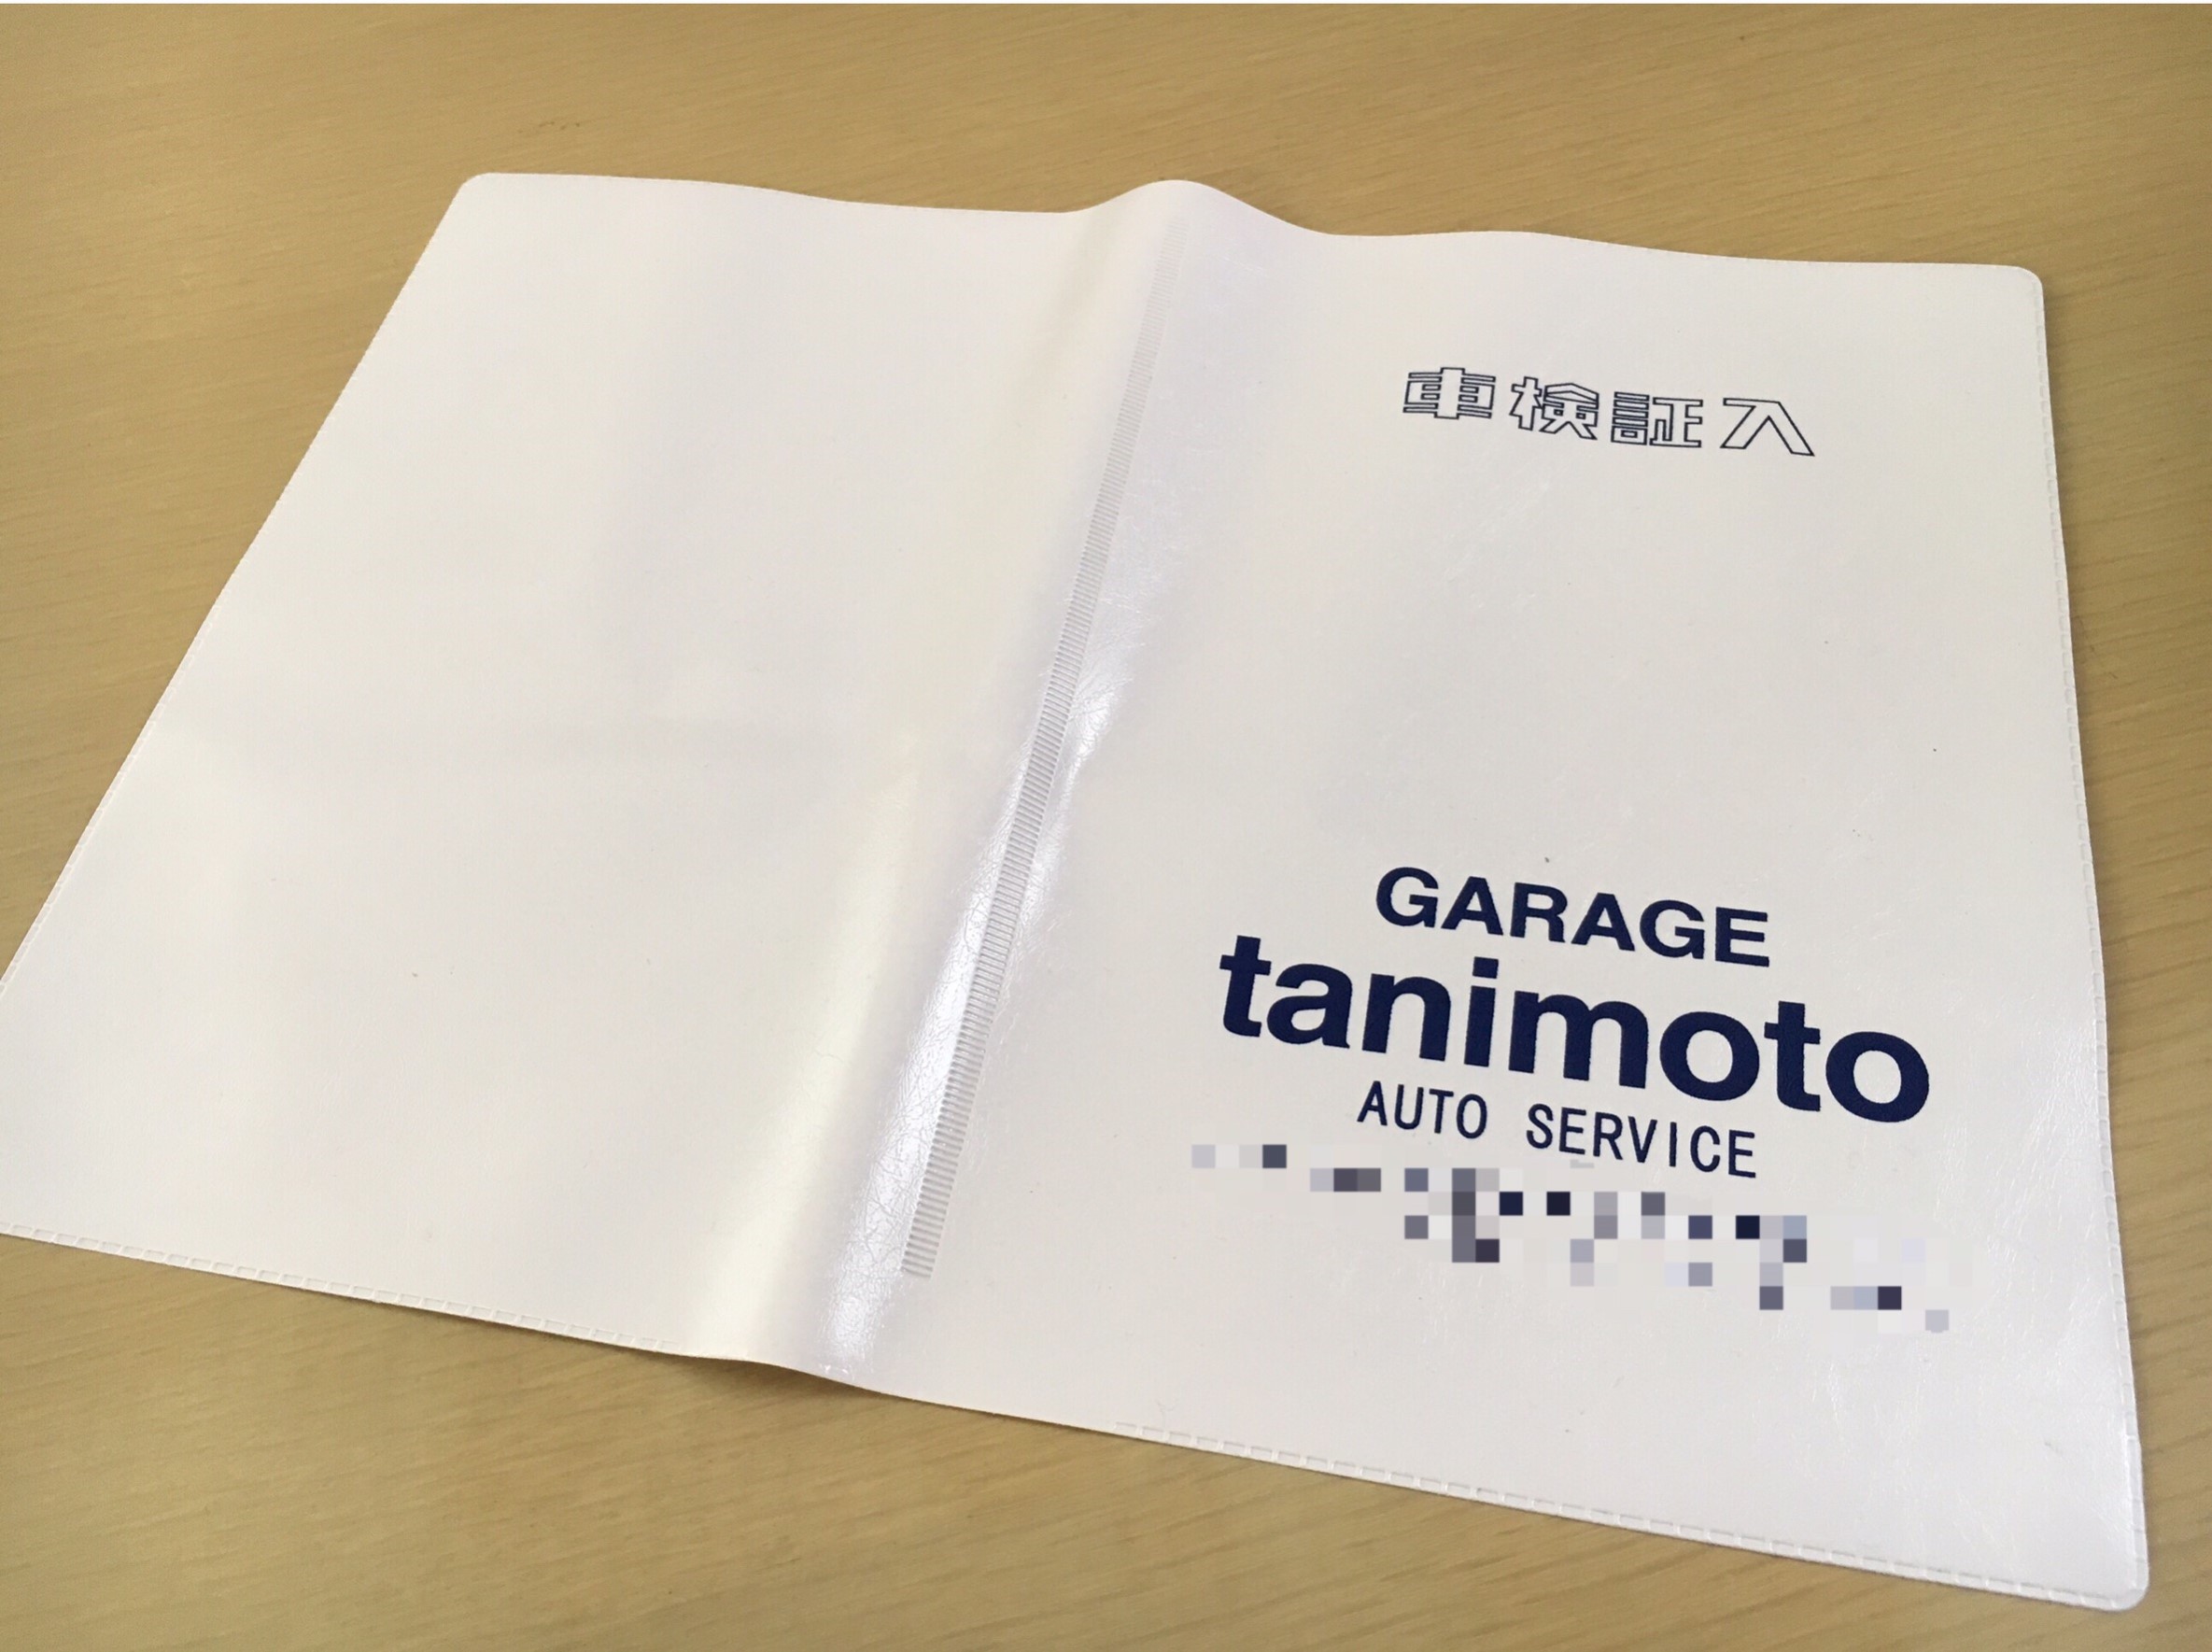 車検証入
GARAGE
tanimoto
AUTO SERVICE